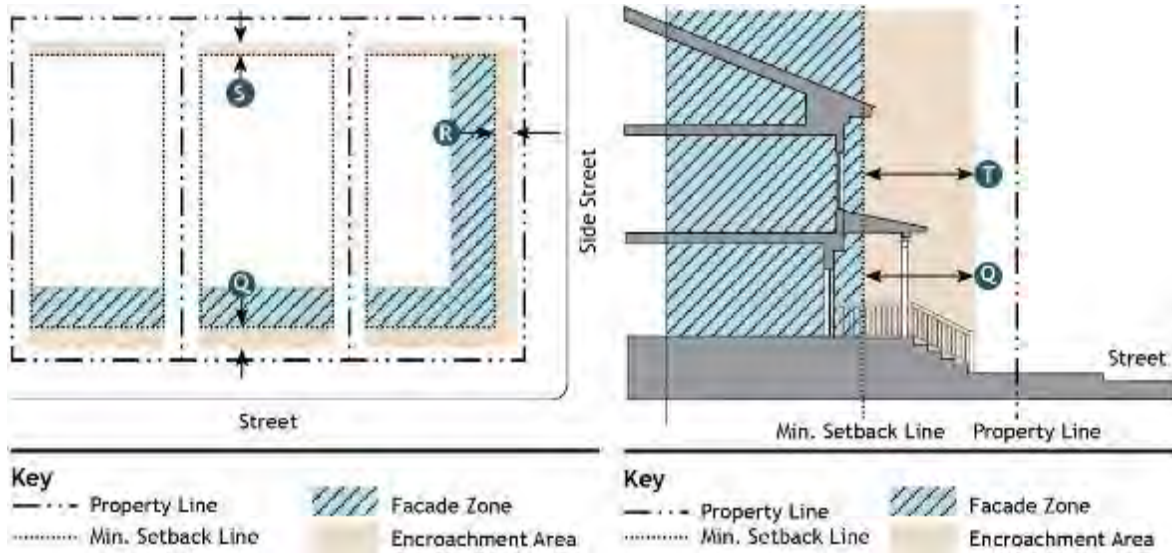 S
R
Q
Side Street
Street
Key
Property Line
Min. Setback Line
Facade Zone
Encroachment Area
T
Q
Street
Min. Setback Line
Property Line
Key
Property Line
Min. Setback Line
Facade Zone
Encroachment Area